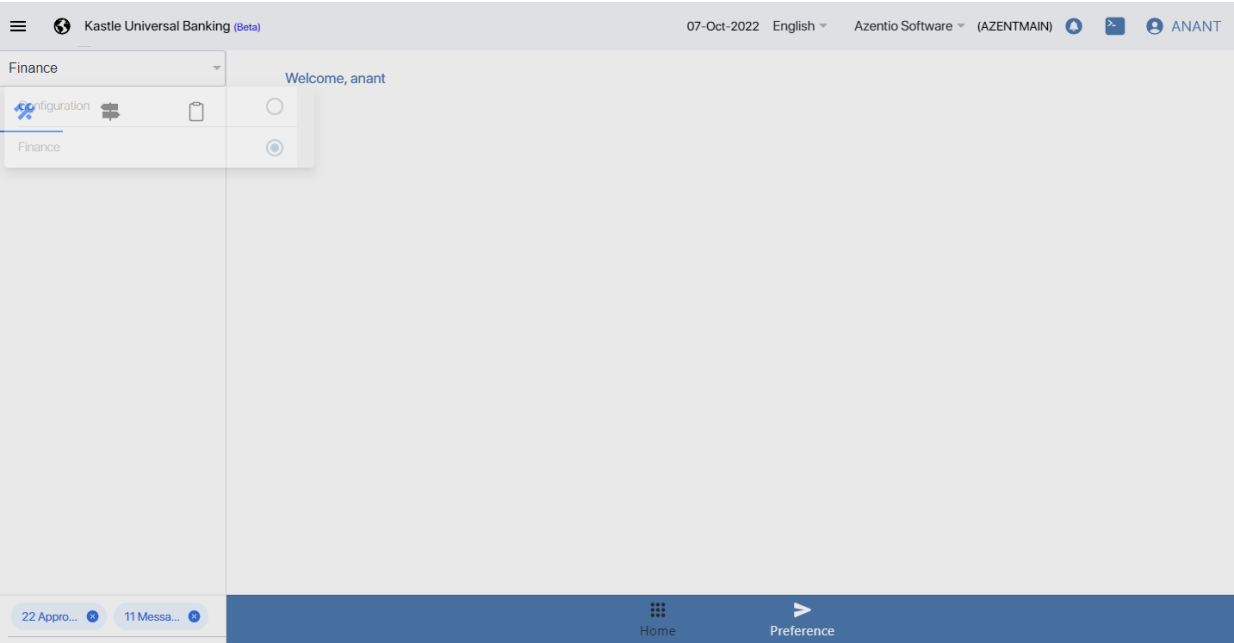 Kastle Universal Banking (Beta) 07-Oct-2022 English Azentio Software (AZENTMAIN) ANANT
Finance
Welcome, anant
Configuration
Finance
22 Appro... 11 Messa...
Home Preference